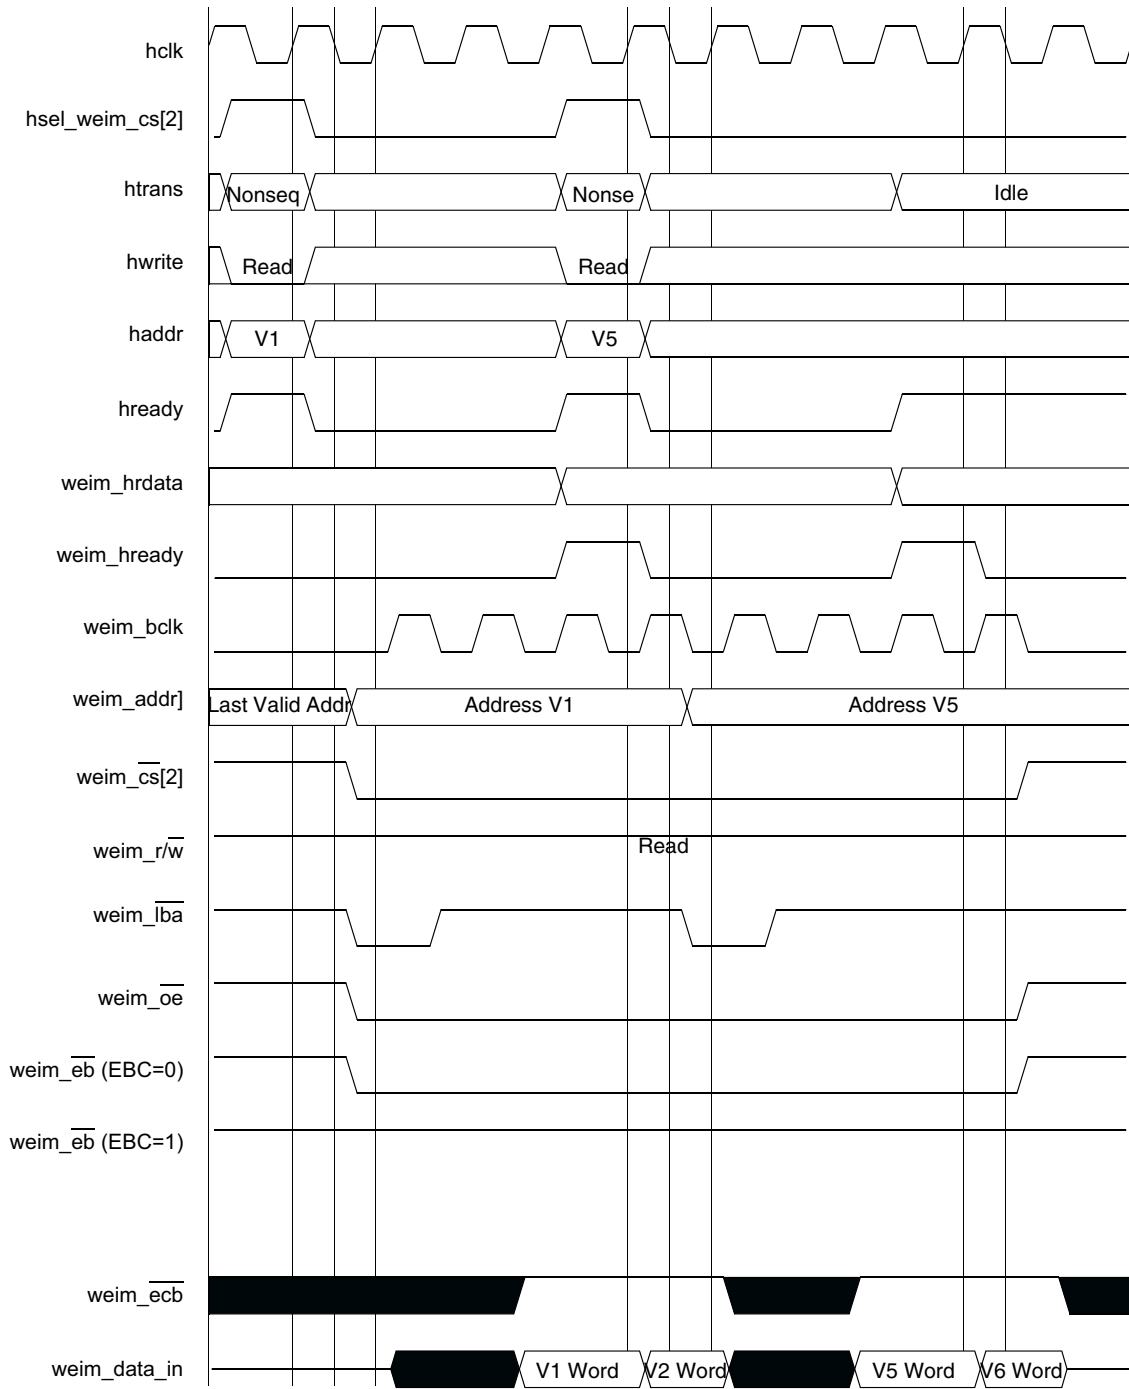 hclk
hsel_weim_cs[2]
htrans Nonseq Nonse Idle
hwrite Read Read
haddr V1 V5
hready
weim_hrdata
weim_hready
weim_bclk
weim_addr] Last Valid Addr Address V1 Address V5
weim_cs[2]
weim_r/w Read
weim_lba
weim_oe
weim_eb (EBC=0)
weim_eb (EBC=1)
weim_ecb
weim_data_in V1 Word V2 Word V5 Word V6 Word